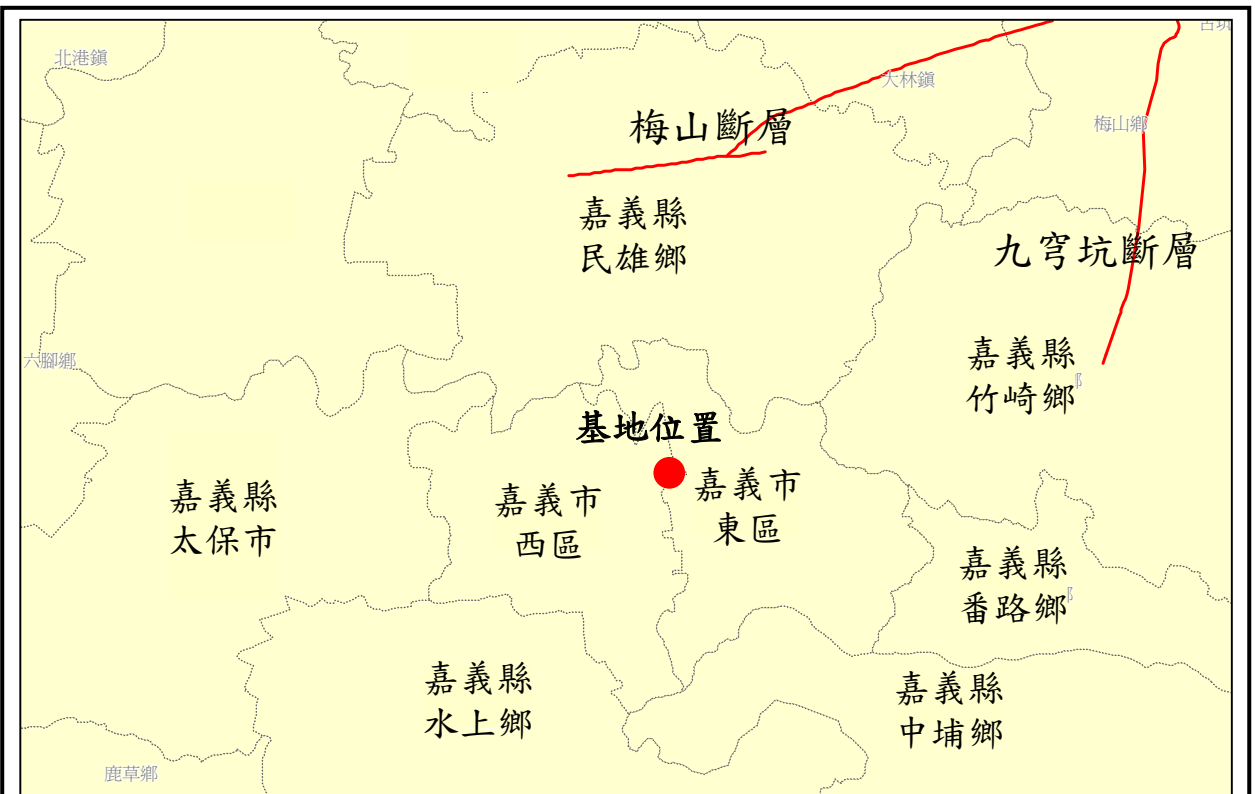 古坑
北港鎮
大林鎮
梅山斷層
梅山鄉
嘉義縣
民雄鄉
九穹坑斷層
六腳鄉
嘉義縣
竹崎鄉
基地位置
嘉義縣
太保市
嘉義市
西區
嘉義市
東區
嘉義縣
番路鄉
嘉義縣
水上鄉
嘉義縣
中埔鄉
鹿草鄉